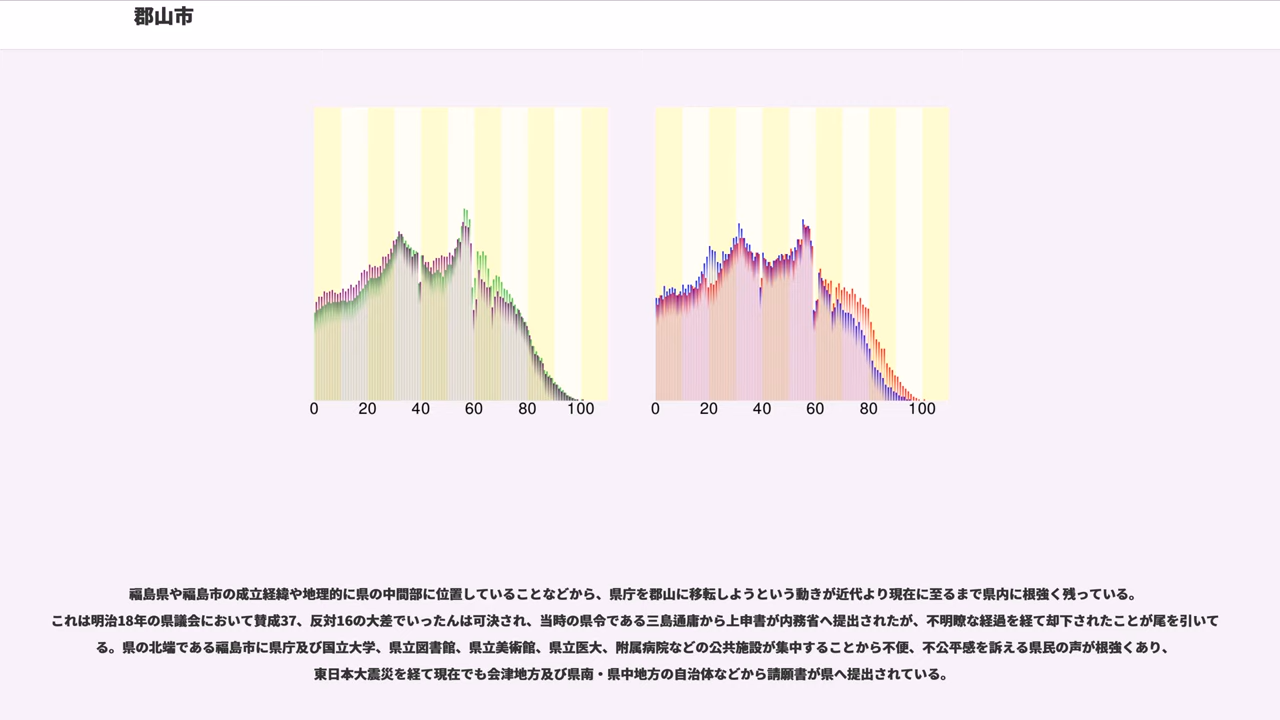 郡山市
0 20 40 60 80 100
0 20 40 60 80 100
福島県や福島市の成立経緯や地理的に県の中間部に位置していることなどから、県庁を郡山に移転しようという動きが近代より現在に至るまで県内に根強く残っている。
これは明治18年の県議会において賛成37、反対16の大差でいったんは可決され、当時の県令である三島通庸から上申書が内務省へ提出されたが、不明瞭な経過を経て却下されたことが尾を引いて
る。県の北端である福島市に県庁及び国立大学、県立図書館、県立美術館、県立医大、附属病院などの公共施設が集中することから不便、不公平感を訴える県民の声が根強くあり、
東日本大震災を経て現在でも会津地方及び県南・県中地方の自治体などから請願書が県へ提出されている。